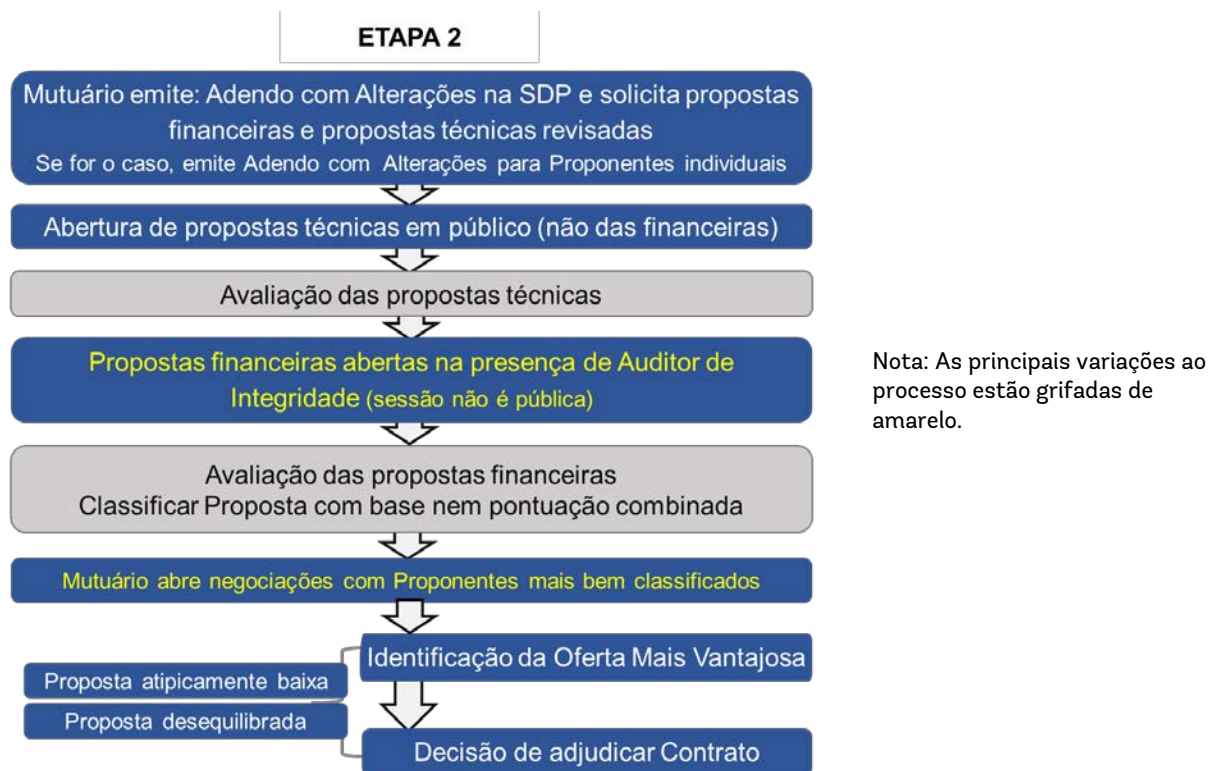 ETAPA 2
Mutuário emite: Adendo com Alterações na SDP e solicita propostas
financeiras e propostas técnicas revisadas
Se for o caso, emite Adendo com Alterações para Proponentes individuais
Abertura de propostas técnicas em público (não das financeiras)
Avaliação das propostas técnicas
Propostas financeiras abertas na presença de Auditor de
Integridade (sessão não é pública)
Nota: As principais variações ao
processo estão grifadas de
amarelo.
Avaliação das propostas financeiras
Classificar Proposta com base nem pontuação combinada
Mutuário abre negociações com Proponentes mais bem classificados
Identificação da Oferta Mais Vantajosa
Proposta atipicamente baixa
Proposta desequilibrada
Decisão de adjudicar Contrato